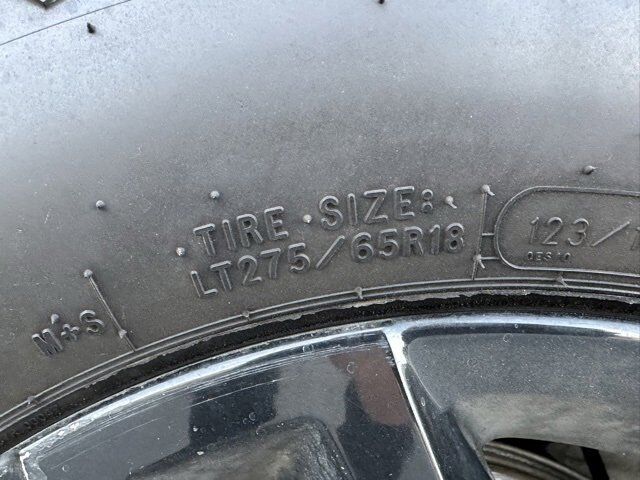 TIRE SIZE:
LT275/65R18
123/
M+S